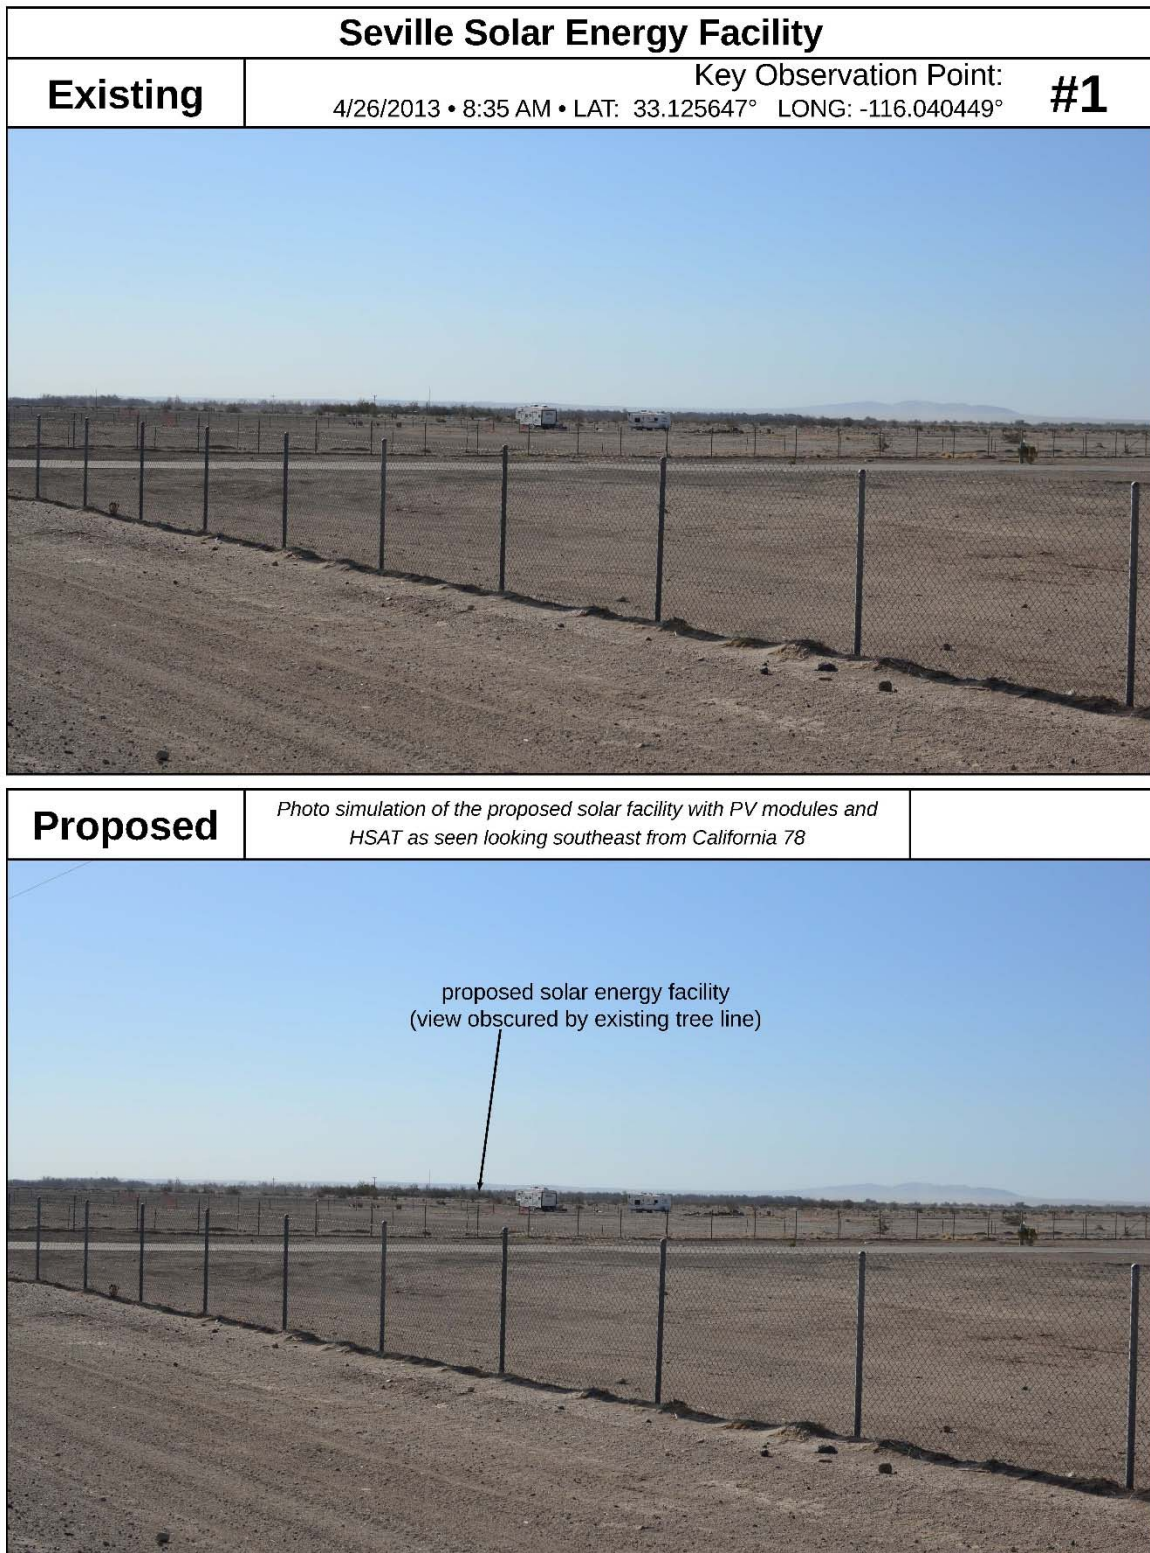 Seville Solar Energy Facility
Existing
Key Observation Point:
4/26/2013 • 8:35 AM • LAT: 33.125647° LONG: -116.040449°
#1
Proposed
Photo simulation of the proposed solar facility with PV modules and
HSAT as seen looking southeast from California 78
proposed solar energy facility
(view obscured by existing tree line)